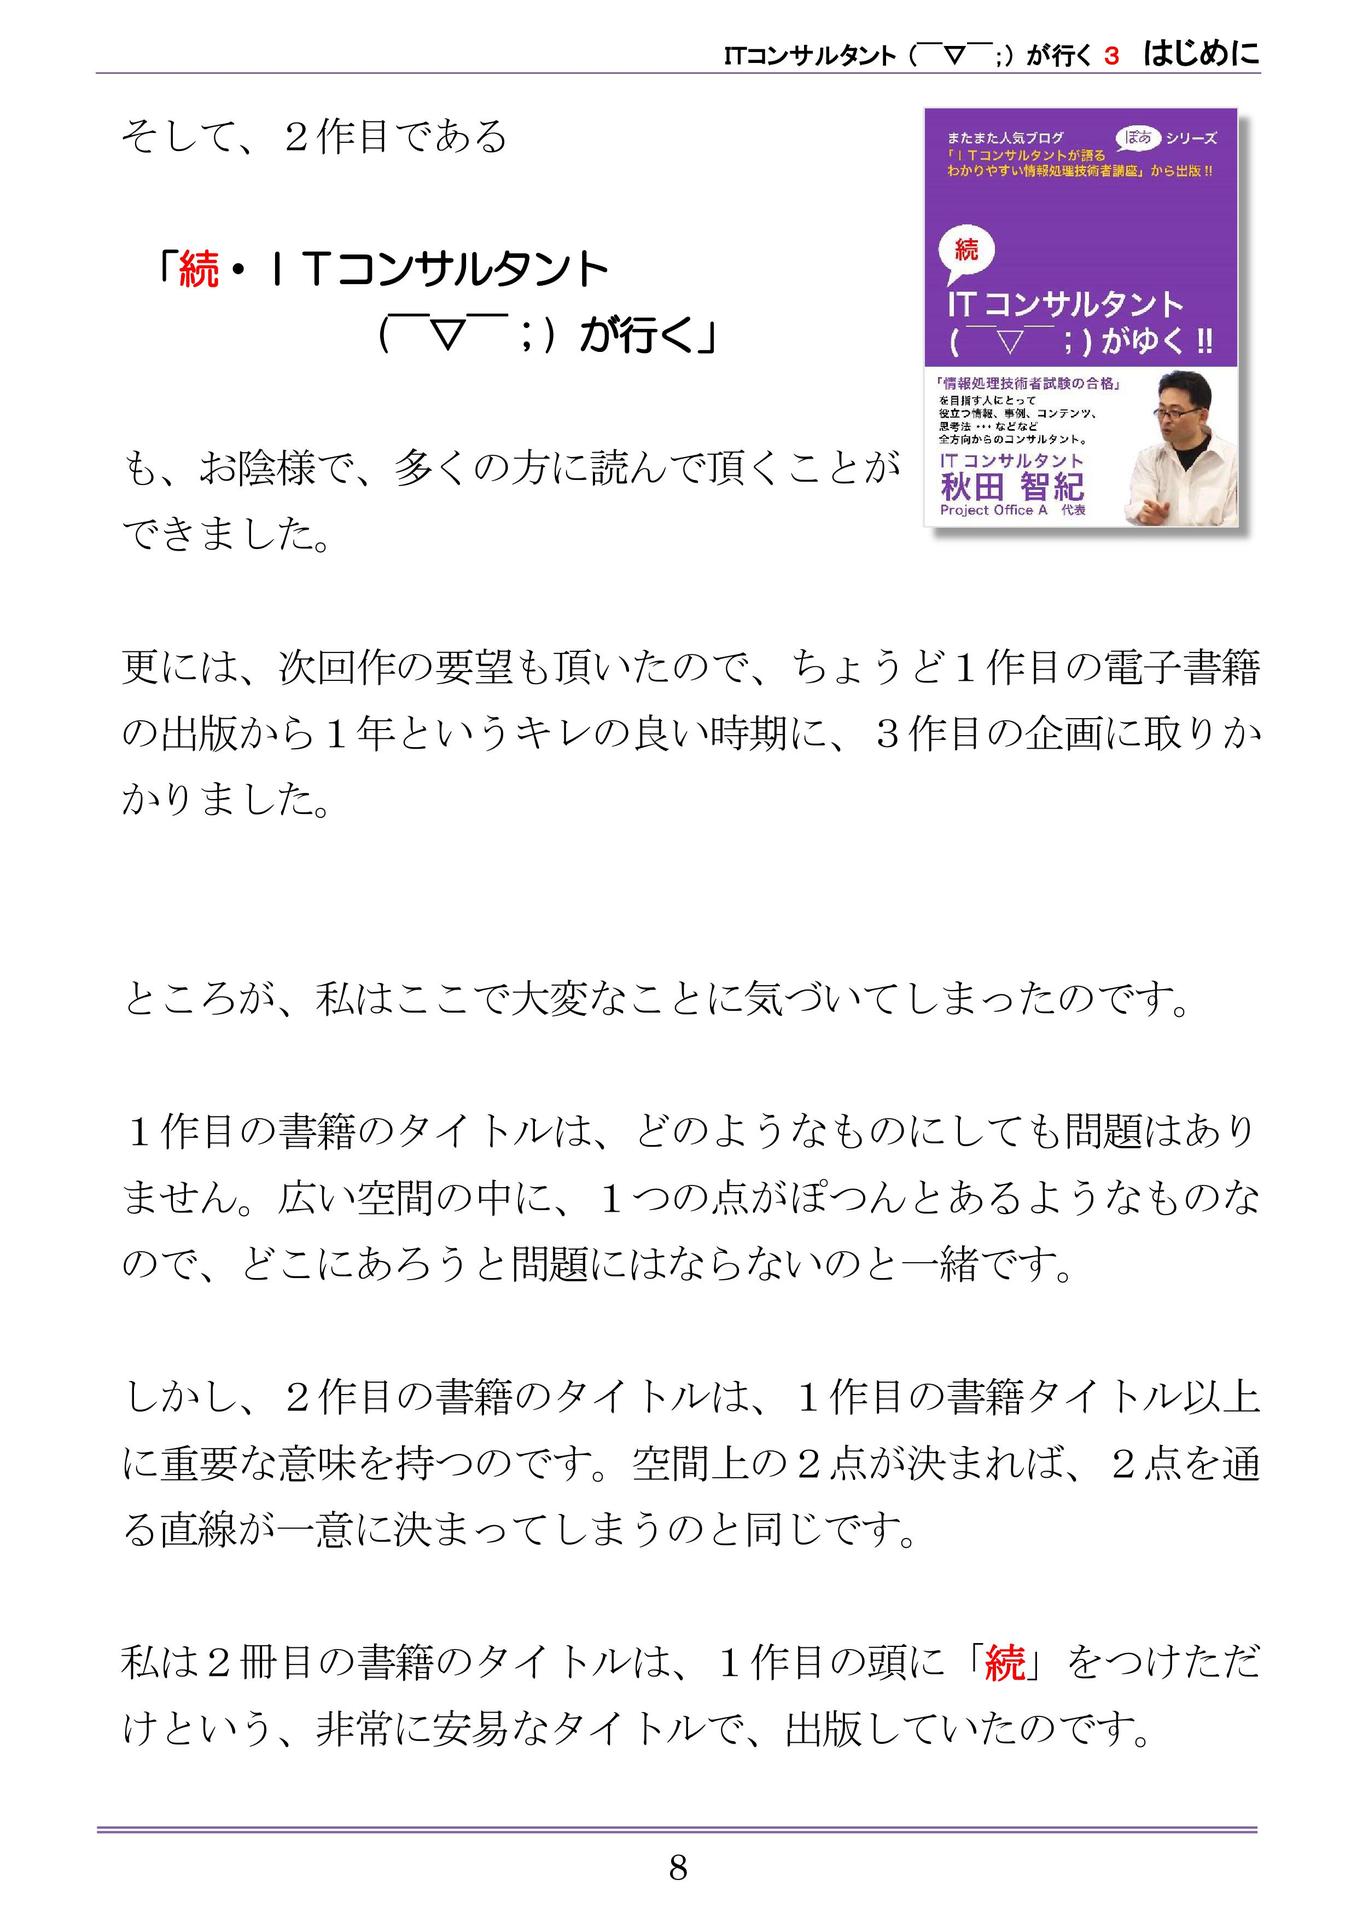 ITコンサルタント（￣▽￣；）が行く 3　はじめに
そして、２作目である
「続・ＩＴコンサルタント
（￣▽￣；）が行く」
も、お陰様で、多くの方に読んで頂くことが
できました。
またまた人気ブログ　ぽあ シリーズ
「ＩＴコンサルタントが語る
わかりやすい情報処理技術者講座」から出版!!
続
IT コンサルタント
(￣▽￣；)がゆく!!
「情報処理技術者試験の合格」
を目指す人にとって
役立つ情報、事例、コンテンツ、
思考法・・・などなど
全方向からのコンサルタント。
IT コンサルタント
秋田 智紀
Project Office A　代表
更には、次回作の要望も頂いたので、ちょうど１作目の電子書籍
の出版から１年というキレの良い時期に、３作目の企画に取りか
かりました。
ところが、私はここで大変なことに気づいてしまったのです。
１作目の書籍のタイトルは、どのようなものにしても問題はあり
ません。広い空間の中に、１つの点がぽつんとあるようなものな
ので、どこにあろうと問題にはならないのと一緒です。
しかし、２作目の書籍のタイトルは、１作目の書籍タイトル以上
に重要な意味を持つのです。空間上の２点が決まれば、２点を通
る直線が一意に決まってしまうのと同じです。
私は２冊目の書籍のタイトルは、１作目の頭に「続」をつけただ
けという、非常に安易なタイトルで、出版していたのです。
8